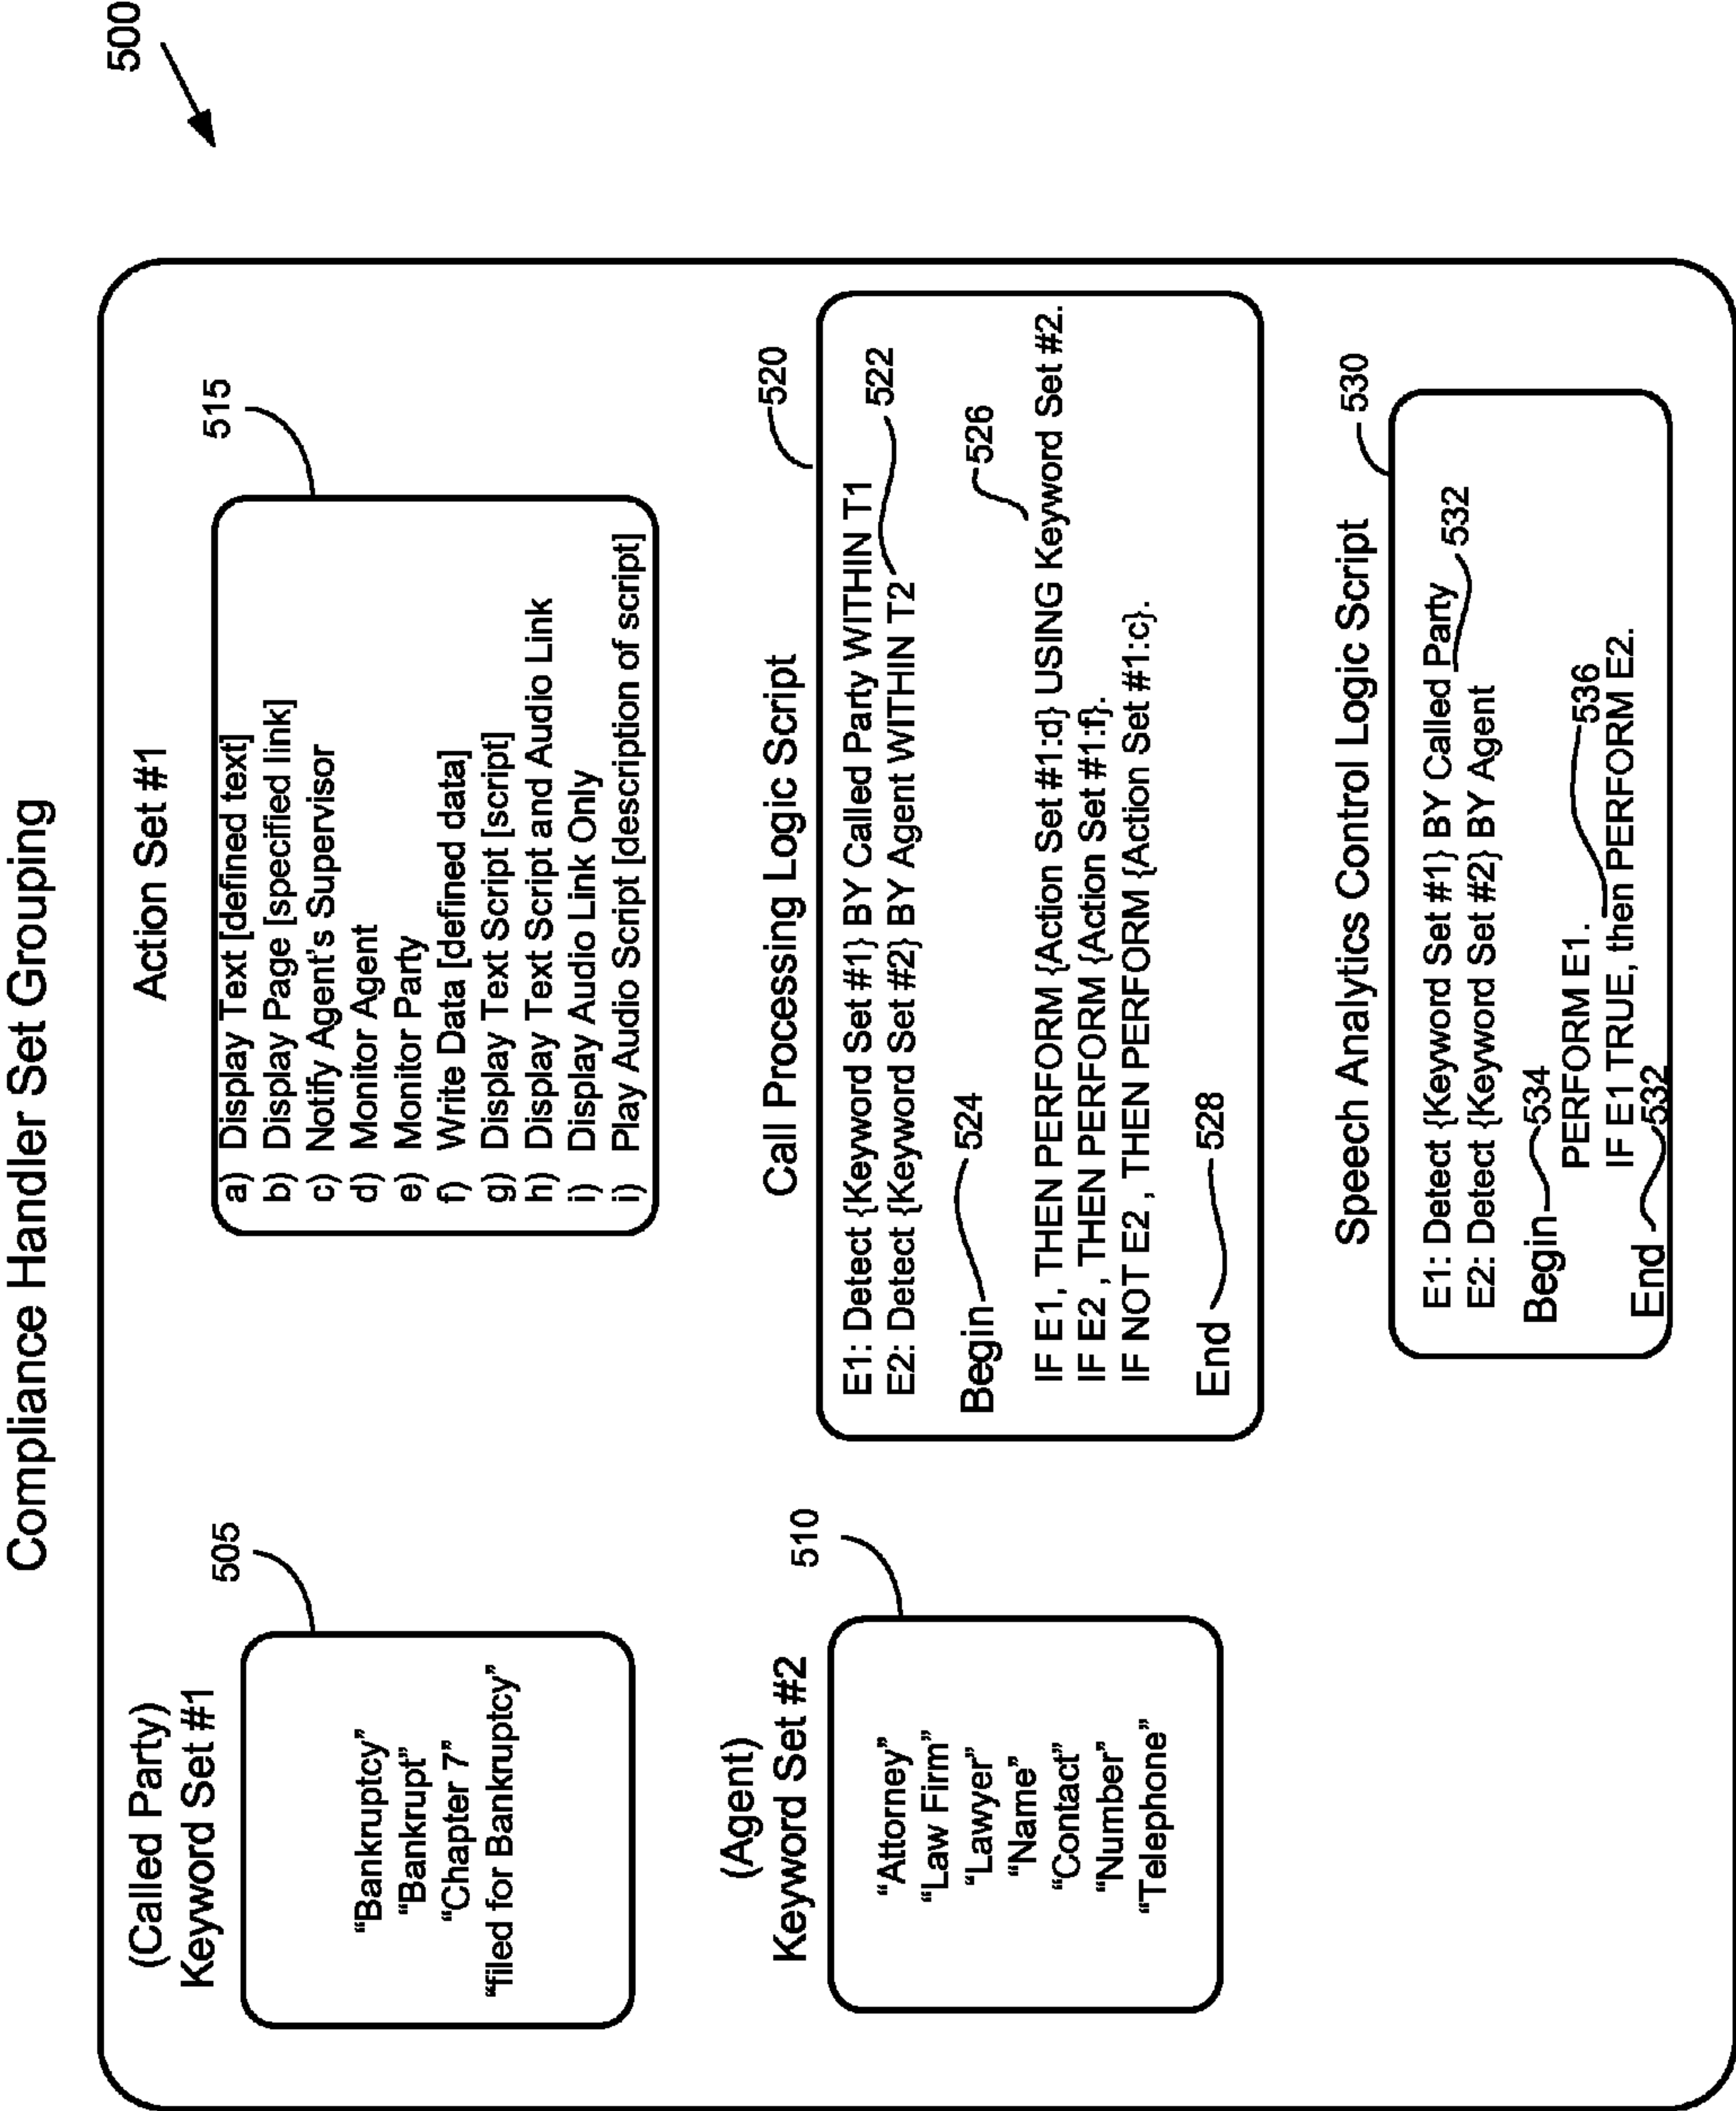 Compliance Handler Set Grouping
500
(Called Party)
Keyword Set #1
505
“Bankruptcy”
“Bankrupt”
“Chapter 7”
“filed for Bankruptcy”
Action Set #1
515
a) Display Text [defined text]
b) Display Page [specified link]
c) Notify Agent's Supervisor
d) Monitor Agent
e) Monitor Party
f) Write Data [defined data]
g) Display Text Script [script]
h) Display Text Script and Audio Link
i) Display Audio Link Only
i) Play Audio Script [description of script]
(Agent)
Keyword Set #2
510
“Attorney”
“Law Firm”
“Lawyer”
“Name”
“Contact”
“Number”
“Telephone”
Call Processing Logic Script
520
E1: Detect {Keyword Set #1} BY Called Party WITHIN T1
E2: Detect {Keyword Set #2} BY Agent WITHIN T2
522
Begin 524
526
IF E1, THEN PERFORM {Action Set #1:d} USING Keyword Set #2.
IF E2 , THEN PERFORM {Action Set #1:f}.
IF NOT E2 , THEN PERFORM {Action Set #1:c}.
End 528
Speech Analytics Control Logic Script
530
E1: Detect {Keyword Set #1} BY Called Party
E2: Detect {Keyword Set #2} BY Agent
532
Begin 534
PERFORM E1. 536
IF E1 TRUE, then PERFORM E2.
End 532